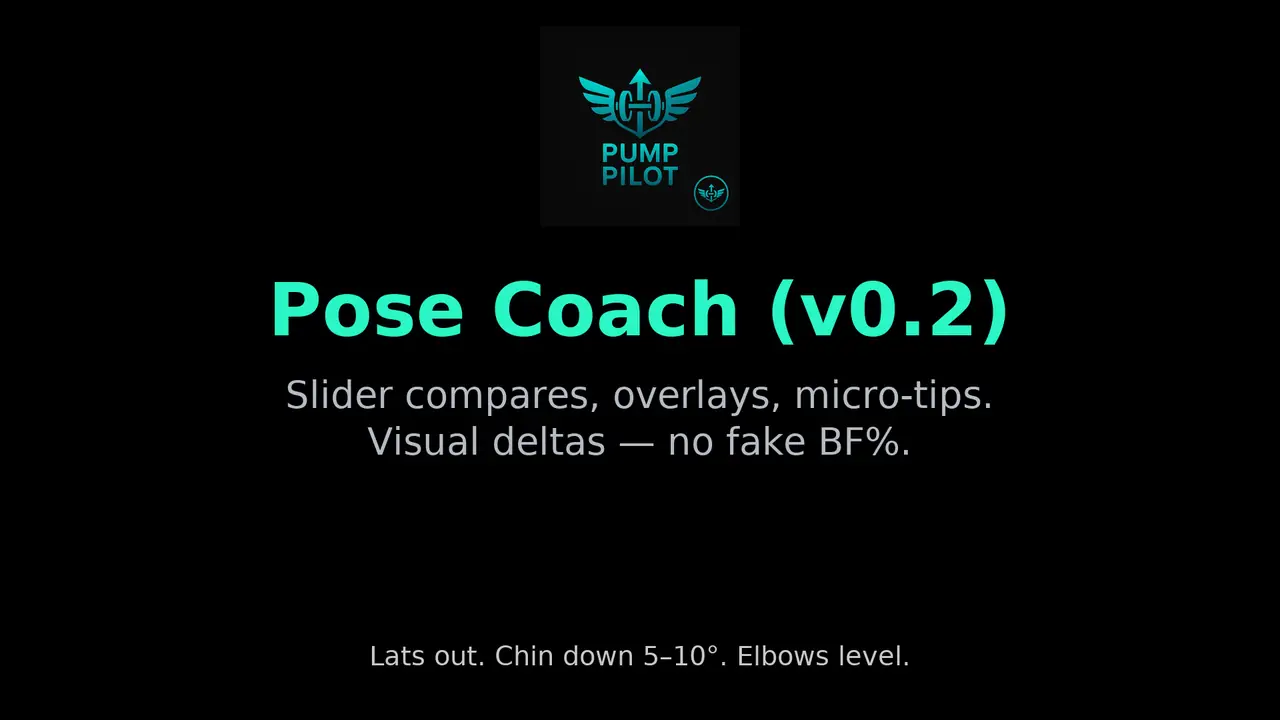 PUMP
PILOT
Pose Coach (v0.2)
Slider compares, overlays, micro-tips.
Visual deltas — no fake BF%.
Lats out. Chin down 5–10°. Elbows level.